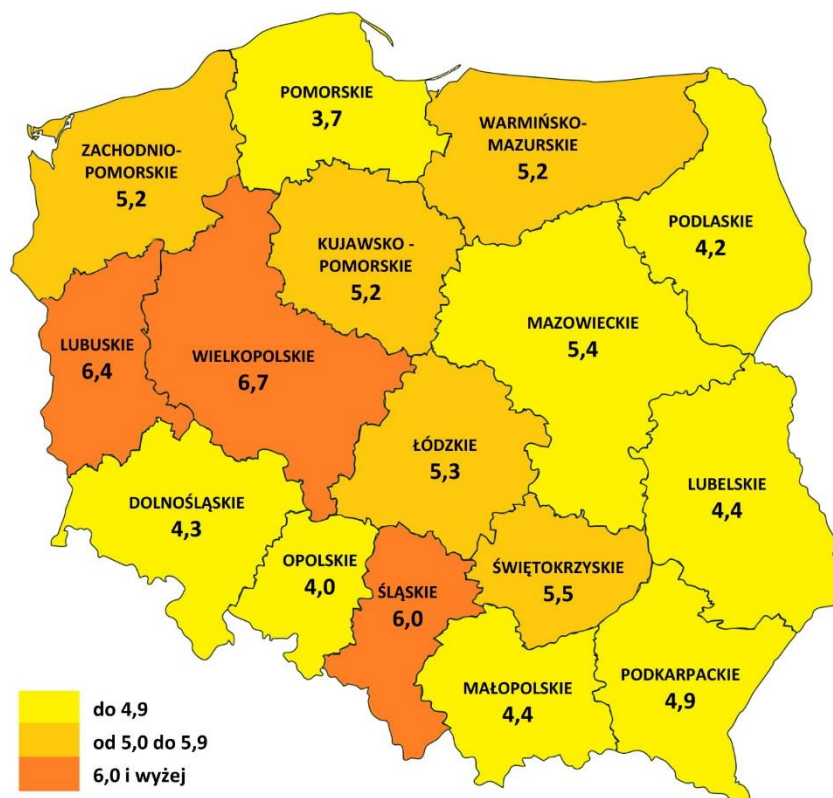 POMORSKIE
3,7
WARMIŃSKO-
MAZURSKIE
5,2
ZACHODNIO-
POMORSKIE
5,2
PODLASKIE
4,2
KUJAWSKO -
POMORSKIE
5,2
MAZOWIECKIE
5,4
LUBUSKIE
6,4
WIELKOPOLSKIE
6,7
ŁÓDZKIE
5,3
LUBELSKIE
4,4
DOLNOŚLĄSKIE
4,3
OPOLSKIE
4,0
ŚLĄSKIE
6,0
ŚWIĘTOKRZYSKIE
5,5
MAŁOPOLSKIE
4,4
PODKARPACKIE
4,9
do 4,9
od 5,0 do 5,9
6,0 i wyżej